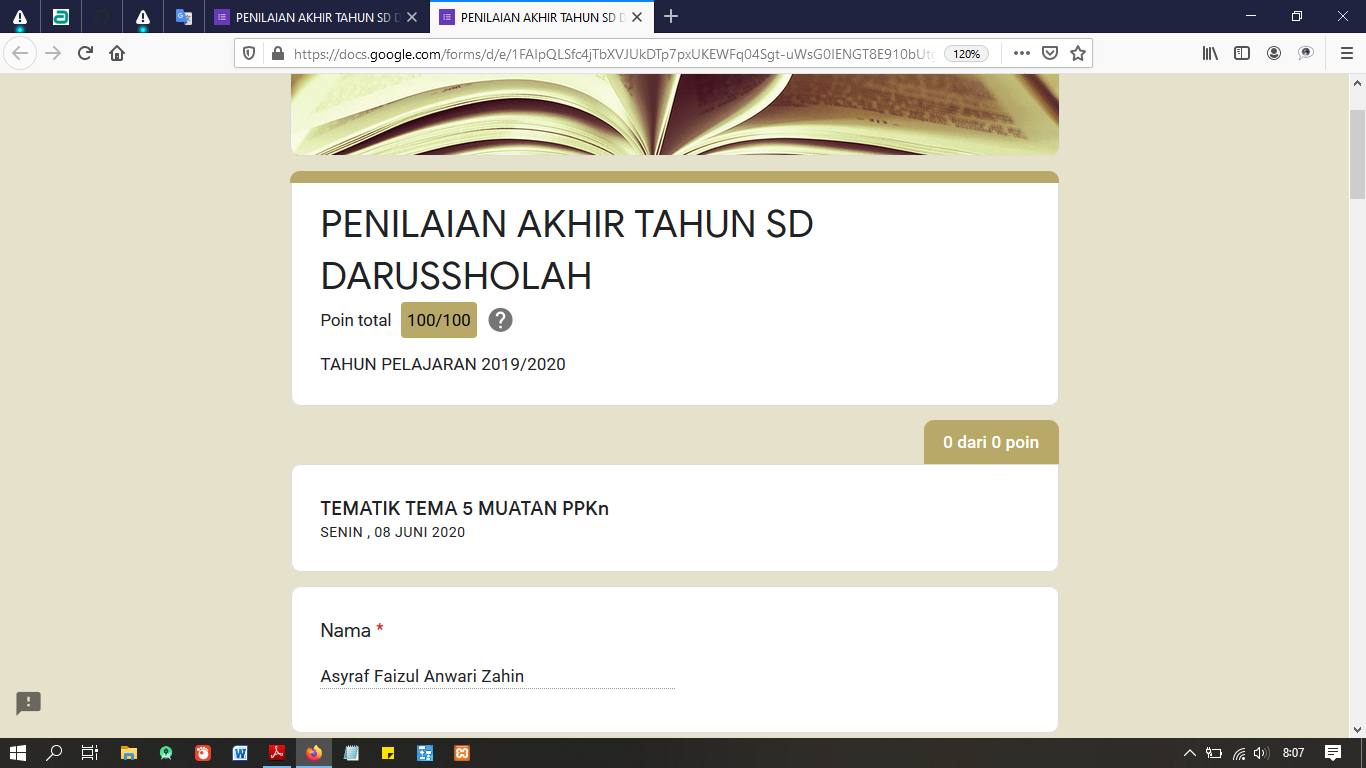 PENILAIAN AKHIR TAHUN SD D
PENILAIAN AKHIR TAHUN SD D
https://docs.google.com/forms/d/e/1FAIpQLSfc4jTbXVJUkDTp7pxUKEWFq04Sgt-uWsG0IENGT8E910bUt
120%
PENILAIAN AKHIR TAHUN SD
DARUSSHOLAH
Poin total 100/100
TAHUN PELAJARAN 2019/2020
0 dari 0 poin
TEMATIK TEMA 5 MUATAN PPKn
SENIN , 08 JUNI 2020
Nama *
Asyraf Faizul Anwari Zahin
8:07